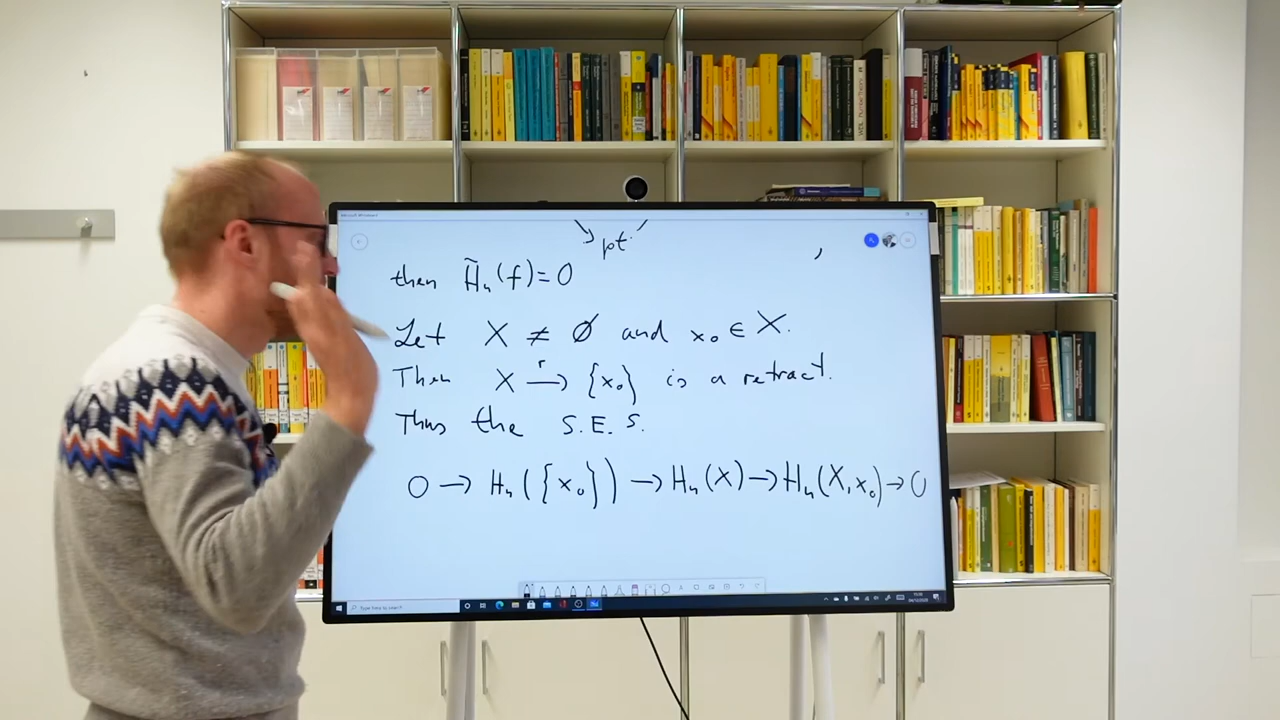 pt.
then H̃ₙ(f)=0
Let X ≠ ∅ and x₀ ∈ X.
Then X —r→ {x₀} is a retract.
Thus the S.E.S.
0 → Hₙ({x₀}) → Hₙ(X) → Hₙ(X,x₀) → 0